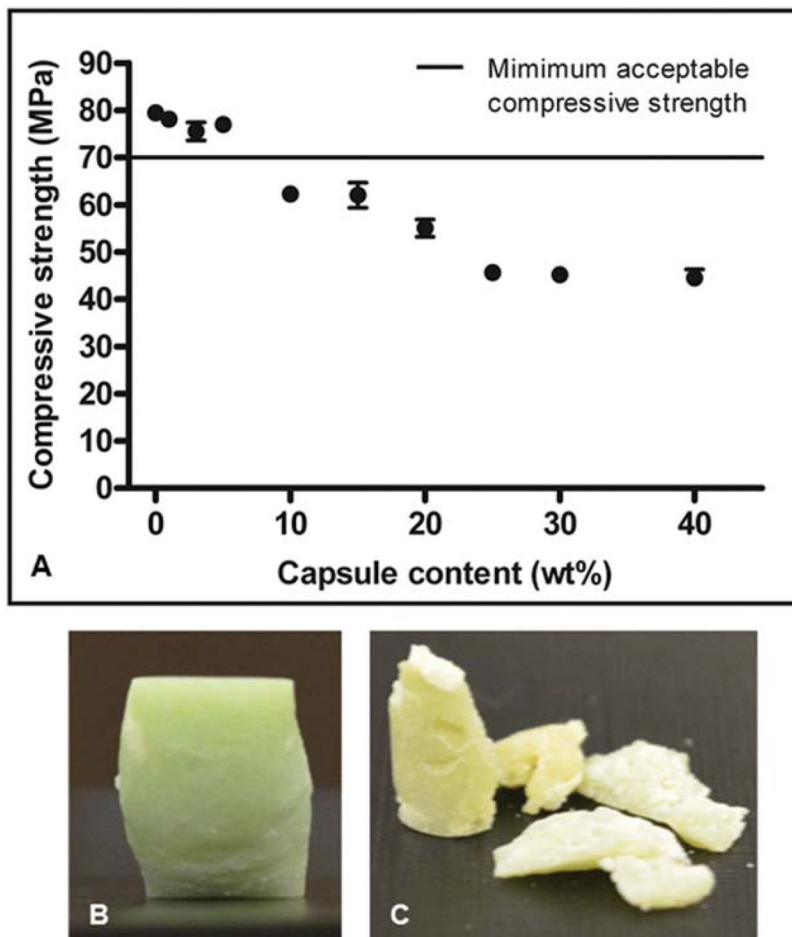 90
80
70
60
50
40
30
20
10
0
Compressive strength (MPa)
Mimimum acceptable
compressive strength
0 10 20 30 40
Capsule content (wt%)
A
B
C